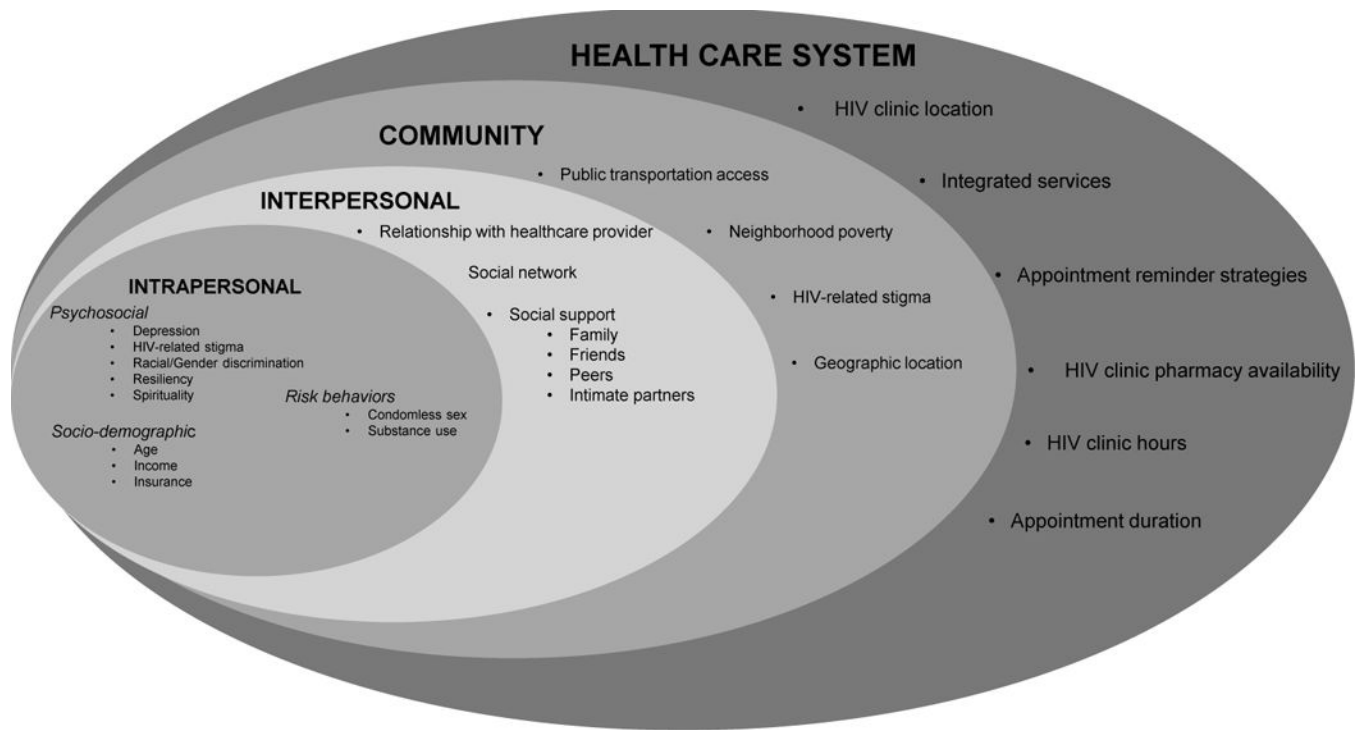 HEALTH CARE SYSTEM
• HIV clinic location
• Integrated services
• Appointment reminder strategies
• HIV clinic pharmacy availability
• HIV clinic hours
• Appointment duration
COMMUNITY
• Public transportation access
• Neighborhood poverty
• HIV-related stigma
• Geographic location
INTERPERSONAL
• Relationship with healthcare provider
Social network
• Social support
• Family
• Friends
• Peers
• Intimate partners
INTRAPERSONAL
Psychosocial
• Depression
• HIV-related stigma
• Racial/Gender discrimination
• Resiliency
• Spirituality
Risk behaviors
• Condomless sex
• Substance use
Socio-demographic
• Age
• Income
• Insurance